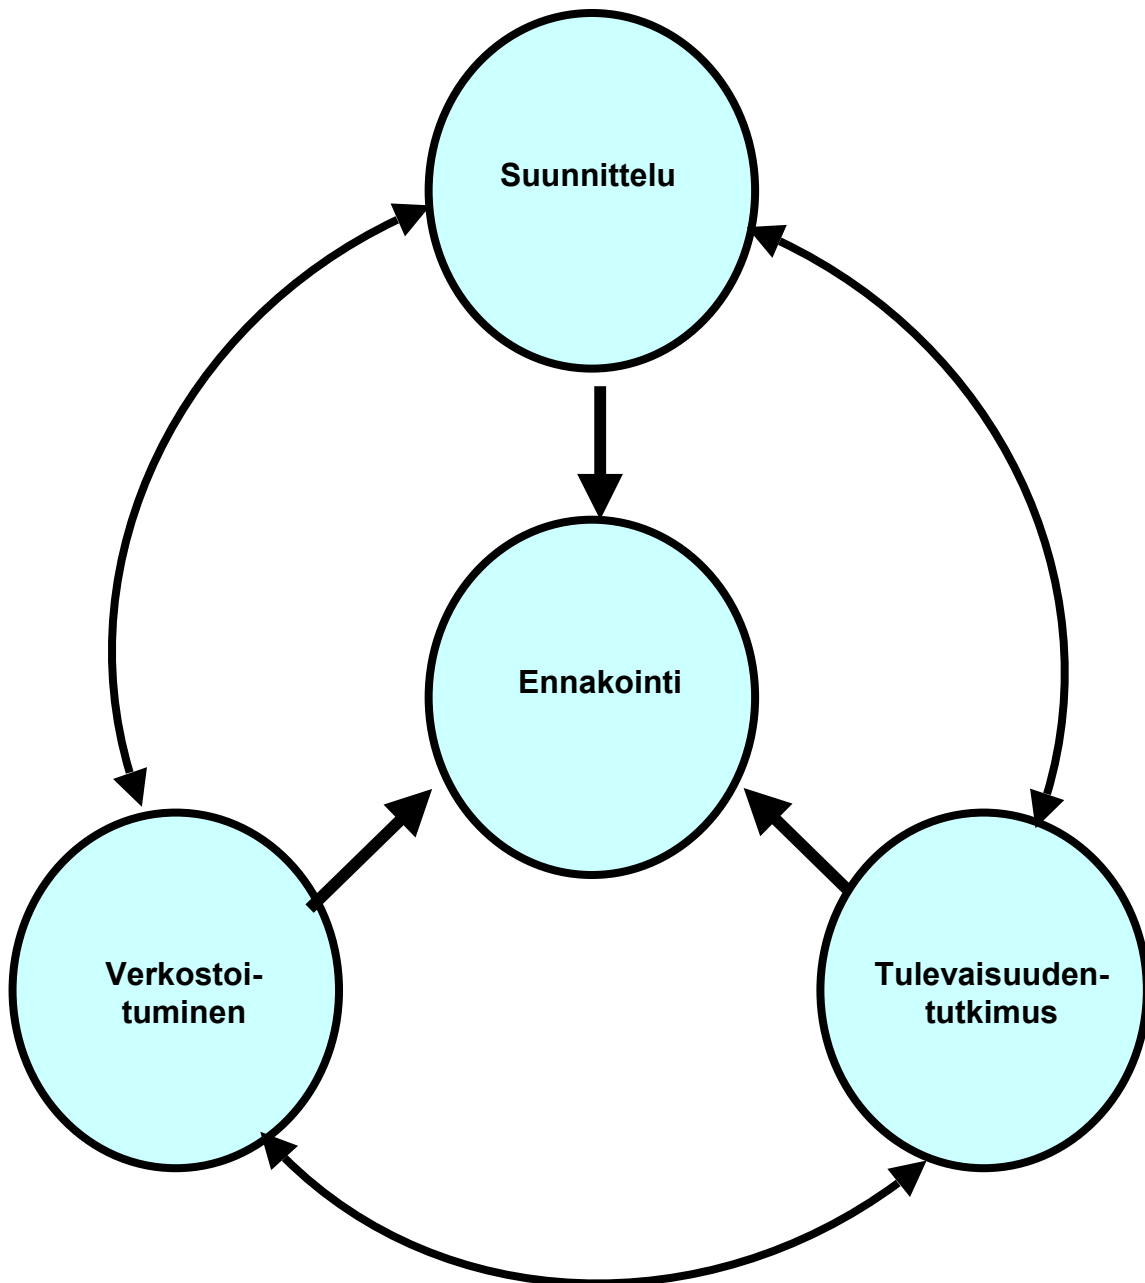 Suunnittelu
Ennakointi
Verkostoi-
tuminen
Tulevaisuuden-
tutkimus